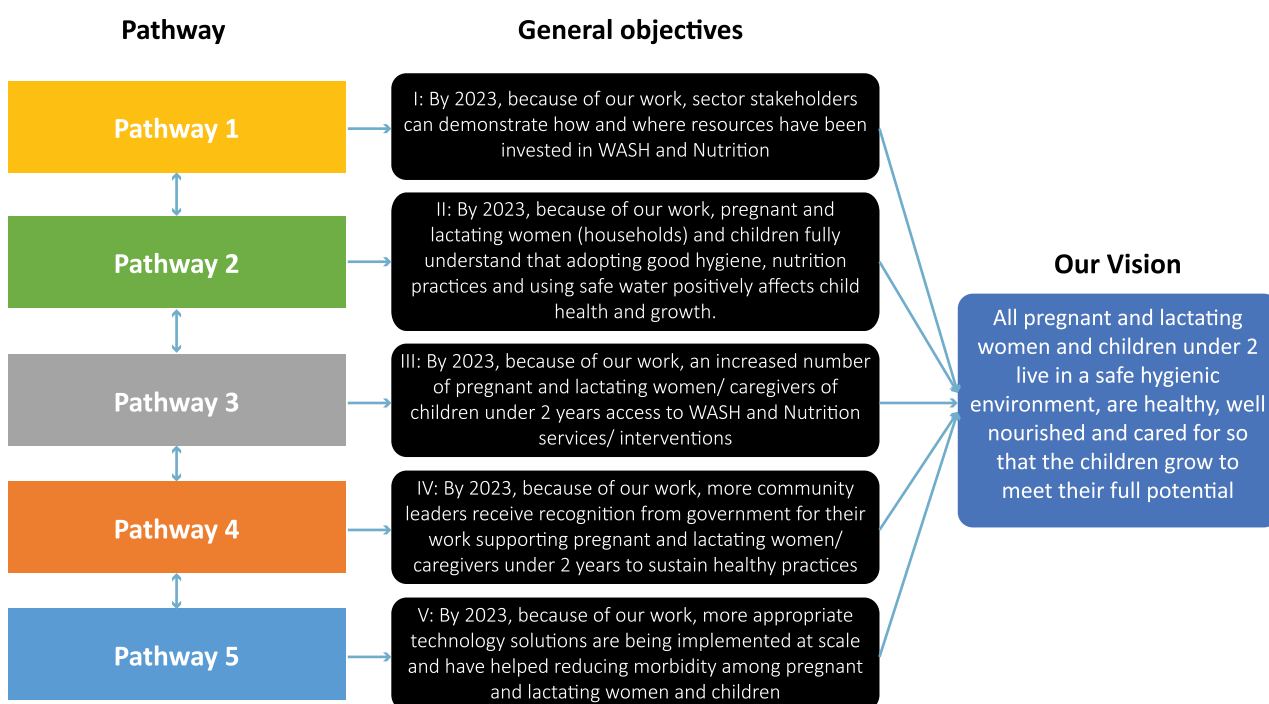 Pathway
General objectives
Pathway 1
I: By 2023, because of our work, sector stakeholders
can demonstrate how and where resources have been
invested in WASH and Nutrition
Pathway 2
II: By 2023, because of our work, pregnant and
lactating women (households) and children fully
understand that adopting good hygiene, nutrition
practices and using safe water positively affects child
health and growth.
Pathway 3
III: By 2023, because of our work, an increased number
of pregnant and lactating women/ caregivers of
children under 2 years access to WASH and Nutrition
services/ interventions
Pathway 4
IV: By 2023, because of our work, more community
leaders receive recognition from government for their
work supporting pregnant and lactating women/
caregivers under 2 years to sustain healthy practices
Pathway 5
V: By 2023, because of our work, more appropriate
technology solutions are being implemented at scale
and have helped reducing morbidity among pregnant
and lactating women and children
Our Vision
All pregnant and lactating
women and children under 2
live in a safe hygienic
environment, are healthy, well
nourished and cared for so
that the children grow to
meet their full potential